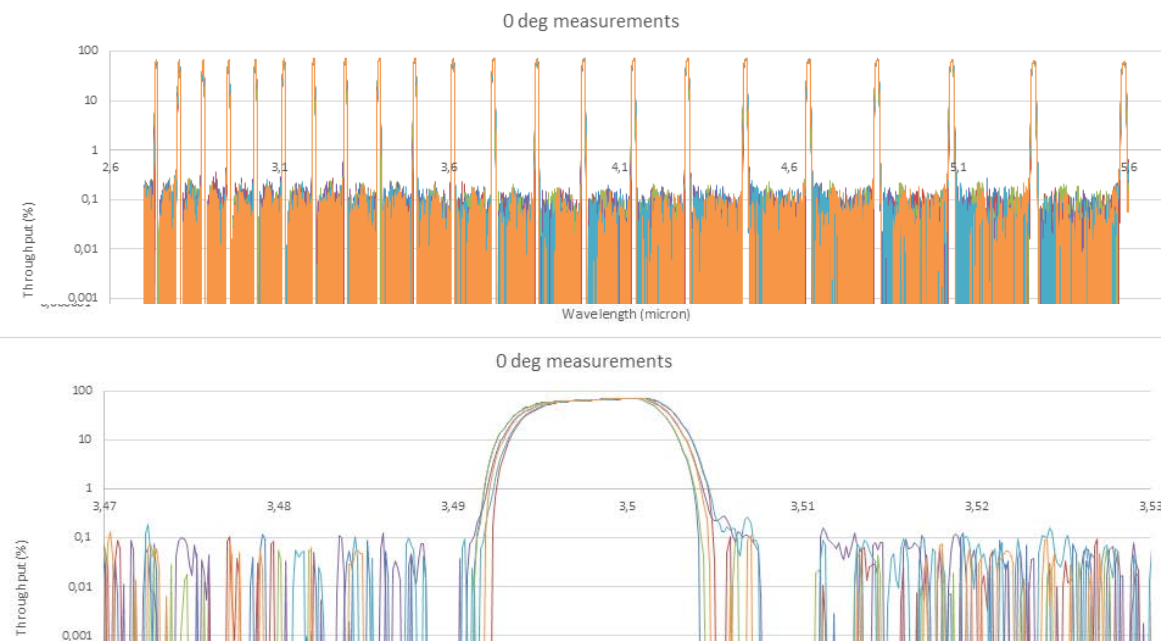 0 deg measurements
100
10
1
2,6 3,1 3,6 4,1 4,6 5,1 5,6
0,1
0,01
0,001
Throughput (%)
Wavelength (micron)
0 deg measurements
100
10
1
3,47 3,48 3,49 3,5 3,51 3,52 3,53
0,1
0,01
0,001
Throughput (%)